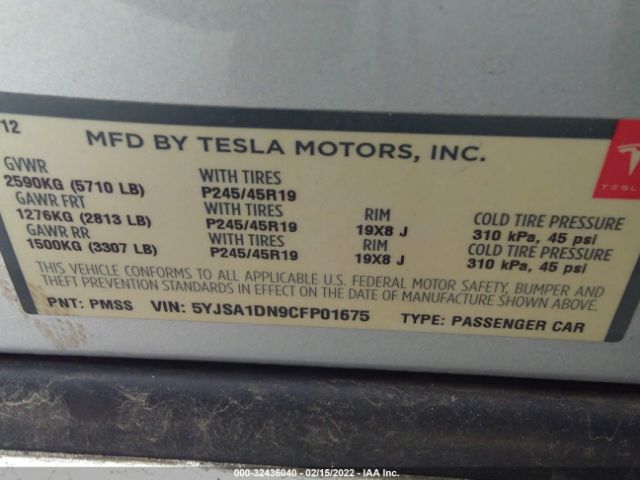 12
MFD BY TESLA MOTORS, INC.
GVWR WITH TIRES
2590KG (5710 LB) P245/45R19
GAWR FRT WITH TIRES RIM COLD TIRE PRESSURE
1276KG (2813 LB) P245/45R19 19X8 J 310 kPa, 45 psi
GAWR RR WITH TIRES RIM COLD TIRE PRESSURE
1500KG (3307 LB) P245/45R19 19X8 J 310 kPa, 45 psi
THIS VEHICLE CONFORMS TO ALL APPLICABLE U.S. FEDERAL MOTOR SAFETY, BUMPER AND
THEFT PREVENTION STANDARDS IN EFFECT ON THE DATE OF MANUFACTURE SHOWN ABOVE.
PNT: PMSS VIN: 5YJSA1DN9CFP01675 TYPE: PASSENGER CAR
TESL
000-32436040 - 02/15/2022 - IAA Inc.